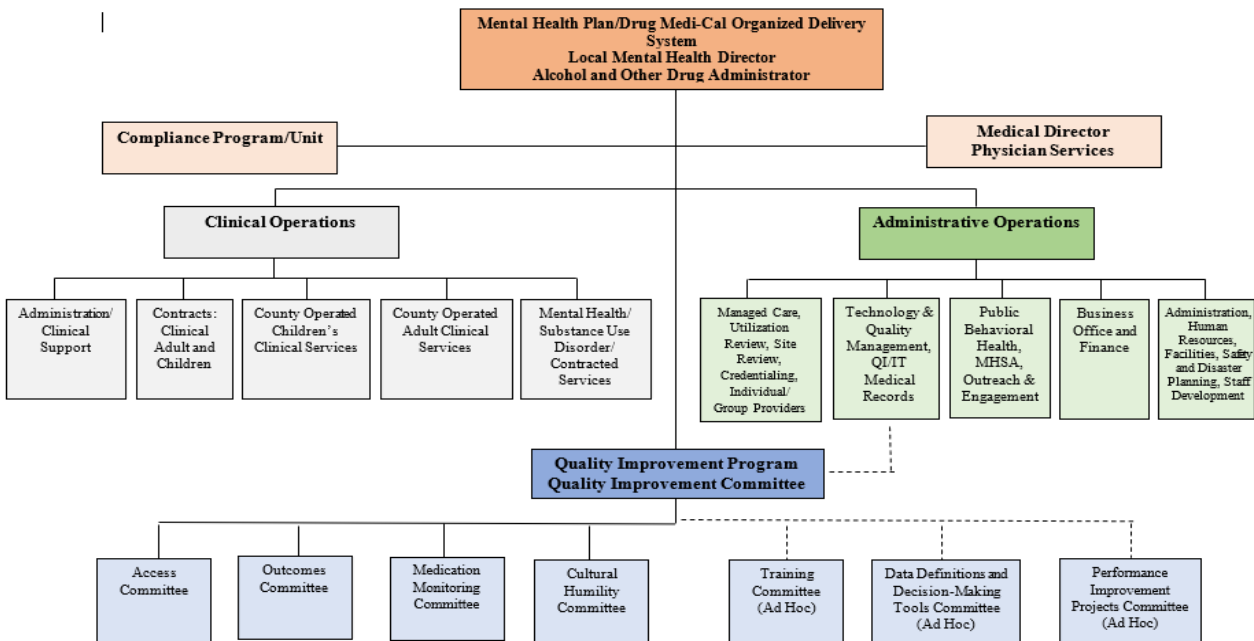 Mental Health Plan/Drug Medi-Cal Organized Delivery
System
Local Mental Health Director
Alcohol and Other Drug Administrator
Compliance Program/Unit
Medical Director
Physician Services
Clinical Operations
Administrative Operations
Administration/
Clinical
Support
Contracts:
Clinical
Adult and
Children
County Operated
Children's
Clinical Services
County Operated
Adult Clinical
Services
Mental Health/
Substance Use
Disorder/
Contracted
Services
Managed Care,
Utilization
Review, Site
Review,
Credentialing,
Individual/
Group Providers
Technology &
Quality
Management,
QI/IT
Medical
Records
Public
Behavioral
Health,
MHSA,
Outreach &
Engagement
Business
Office and
Finance
Administration,
Human
Resources,
Facilities, Safety
and Disaster
Planning, Staff
Development
Quality Improvement Program
Quality Improvement Committee
Access
Committee
Outcomes
Committee
Medication
Monitoring
Committee
Cultural
Humility
Committee
Training
Committee
(Ad Hoc)
Data Definitions and
Decision-Making
Tools Committee
(Ad Hoc)
Performance
Improvement
Projects Committee
(Ad Hoc)